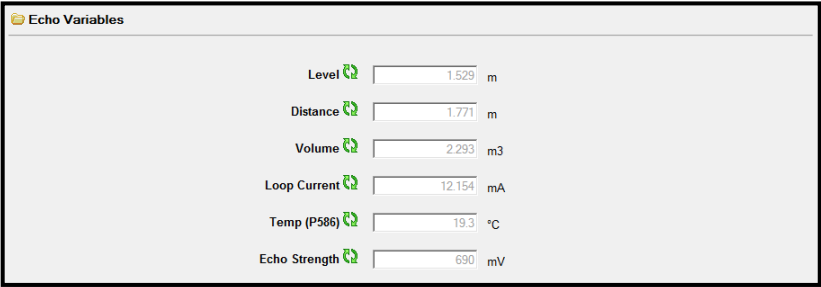 Echo Variables
Level 1.529 m
Distance 1.771 m
Volume 2.293 m3
Loop Current 12.154 mA
Temp (P586) 19.3 °C
Echo Strength 690 mV